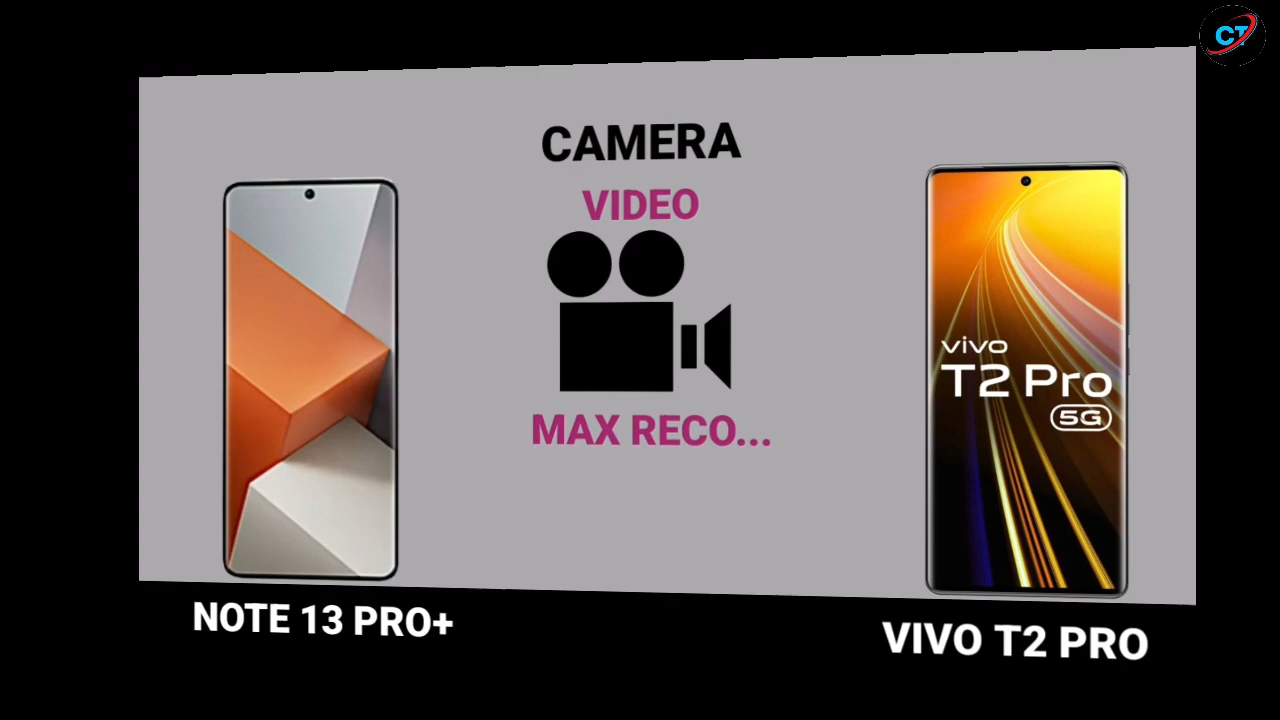 CT
CAMERA
VIDEO
MAX RECO...
vivo
T2 Pro
5G
NOTE 13 PRO+
VIVO T2 PRO